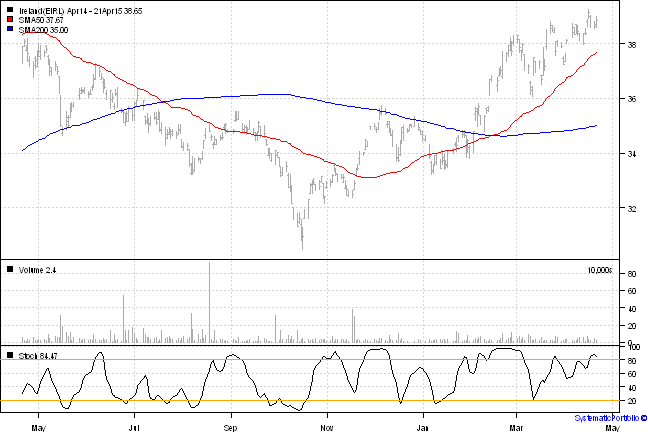 Ireland(EIRL) Apr14 - 21Apr15 38.65
SMA50 37.67
SMA200 35.00
38
36
34
32
Volume 2.4
10,000s
80
60
40
20
0
Stoch 84.47
100
80
60
40
20
May Jul Sep Nov Jan Mar May
SystematicPortfolio ©